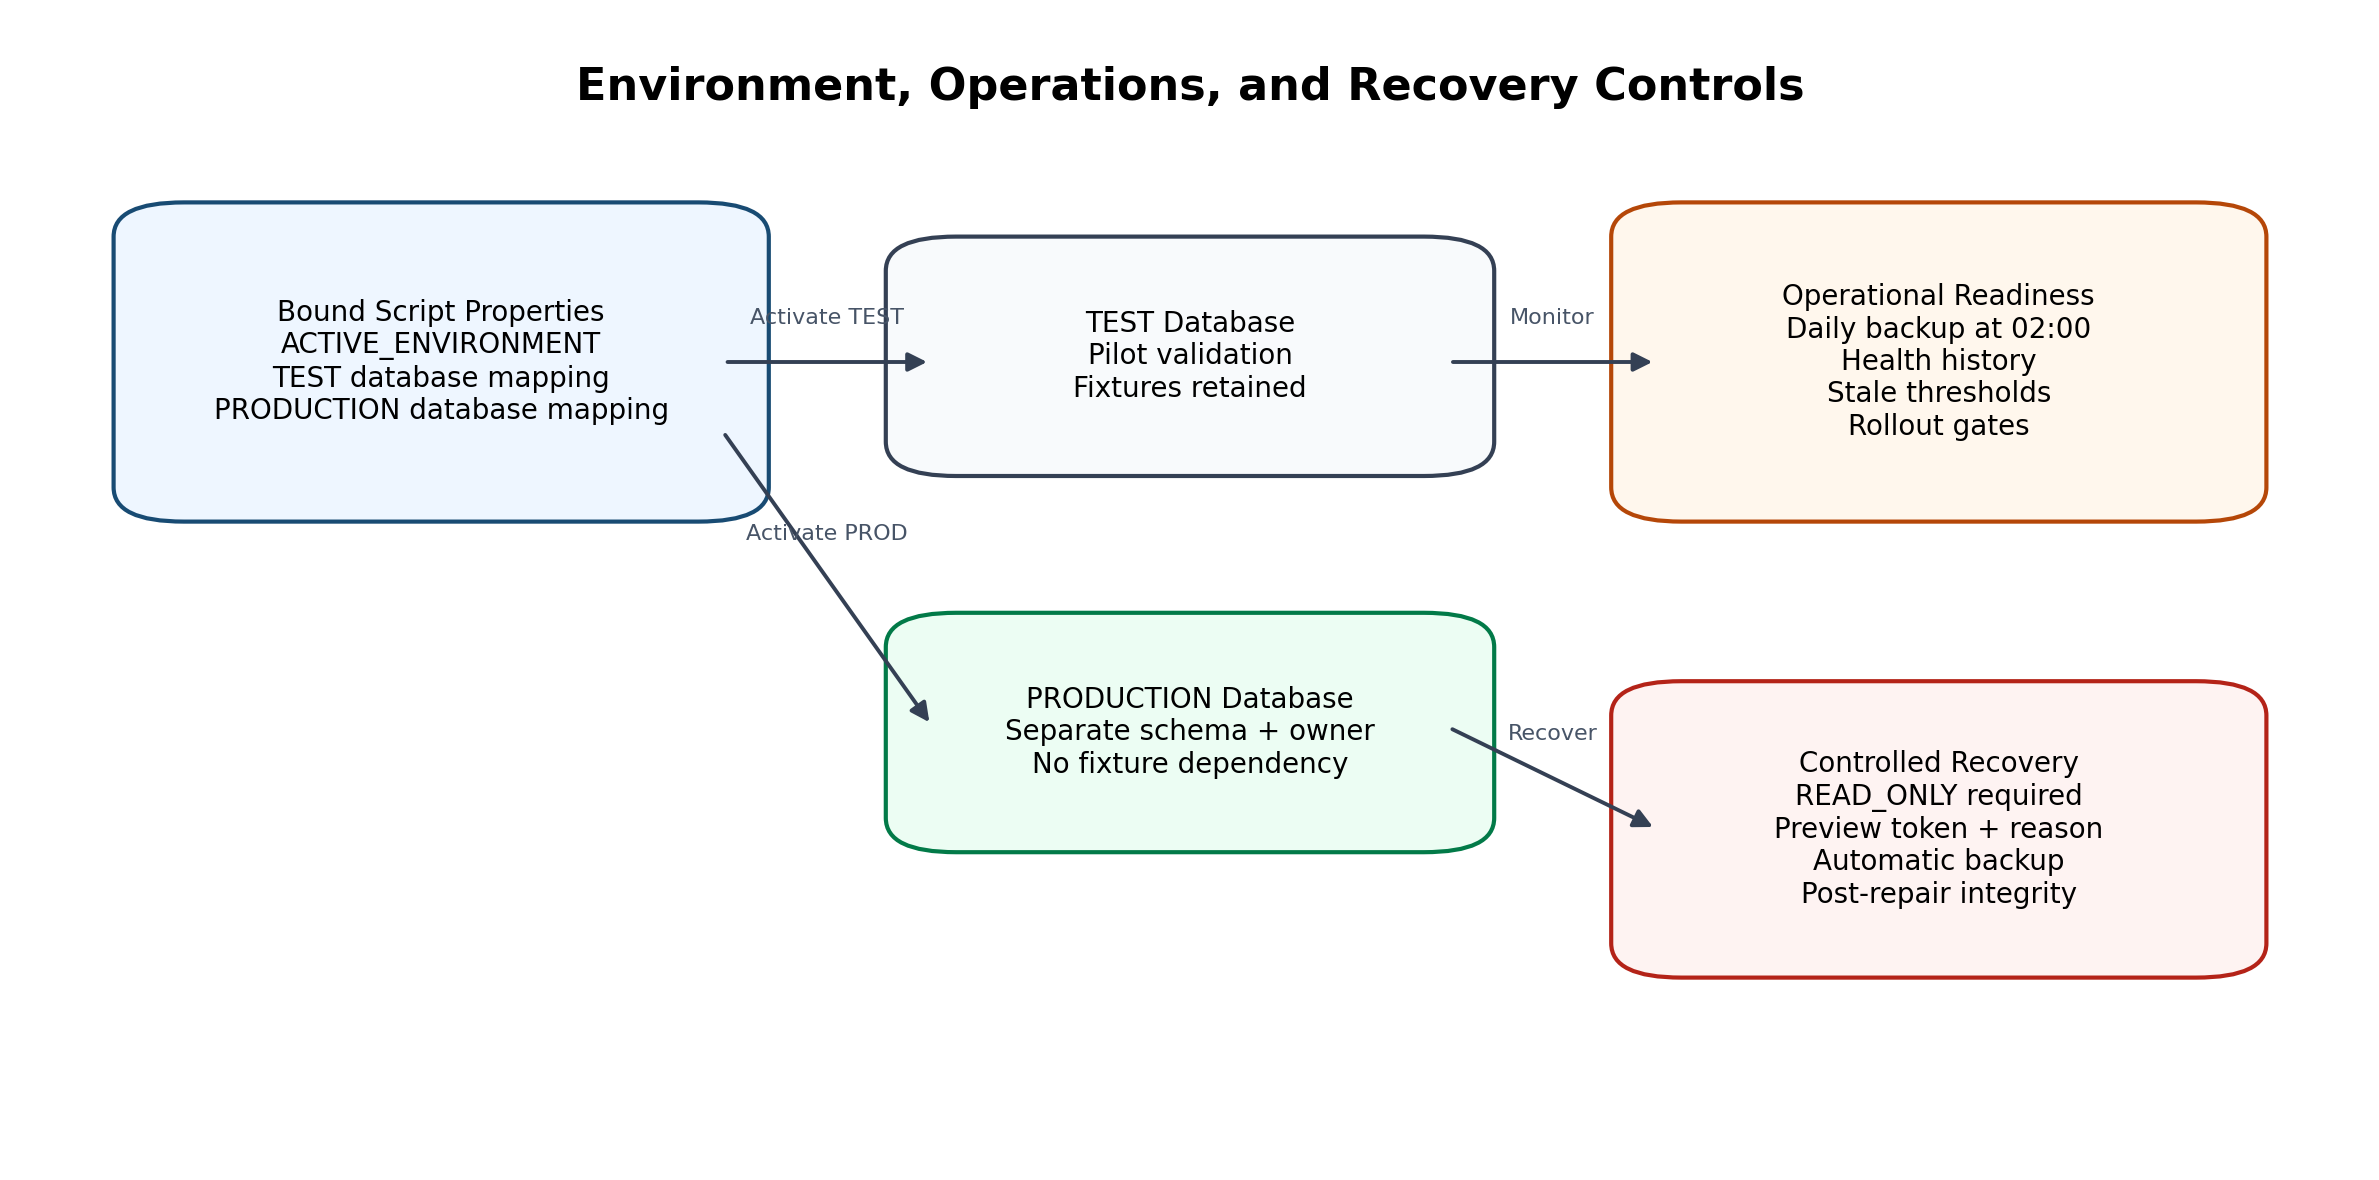 Environment, Operations, and Recovery Controls
Bound Script Properties
ACTIVE_ENVIRONMENT
TEST database mapping
PRODUCTION database mapping
Activate TEST
TEST Database
Pilot validation
Fixtures retained
Monitor
Operational Readiness
Daily backup at 02:00
Health history
Stale thresholds
Rollout gates
Activate PROD
PRODUCTION Database
Separate schema + owner
No fixture dependency
Recover
Controlled Recovery
READ_ONLY required
Preview token + reason
Automatic backup
Post-repair integrity